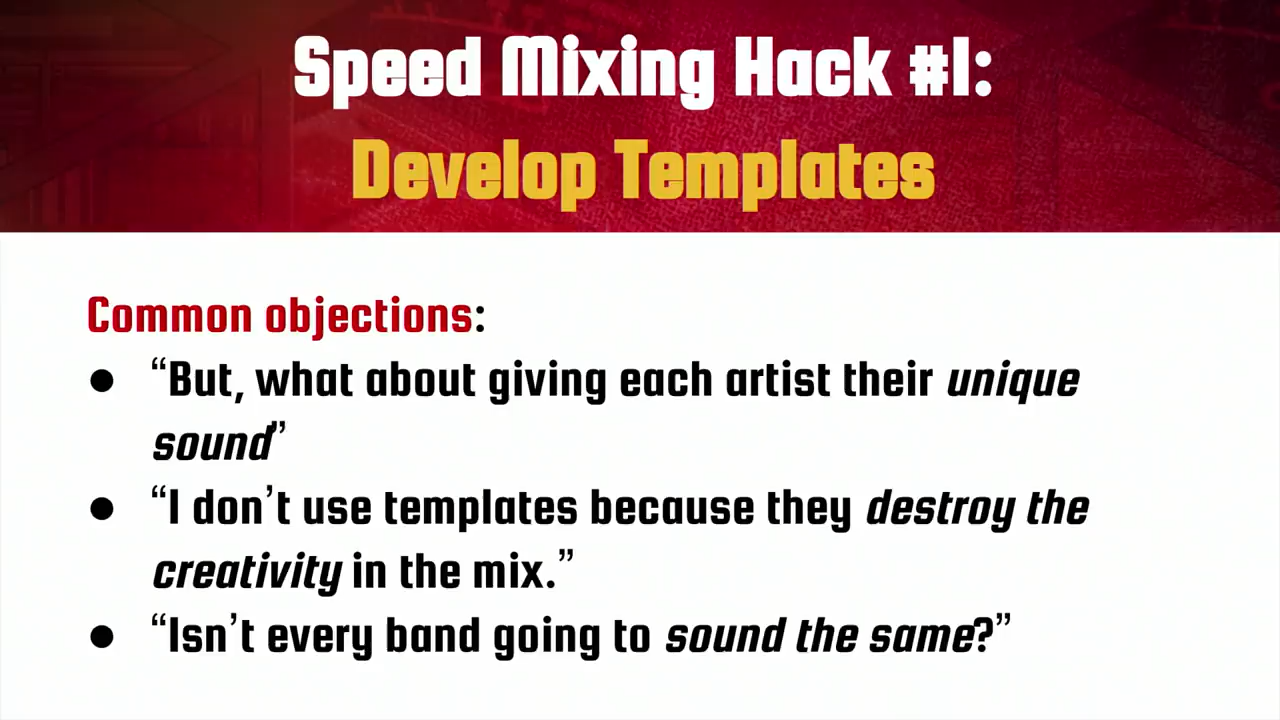 Speed Mixing Hack #1:
Develop Templates
Common objections:
● “But, what about giving each artist their unique
sound”
● “I don’t use templates because they destroy the
creativity in the mix.”
● “Isn’t every band going to sound the same?”